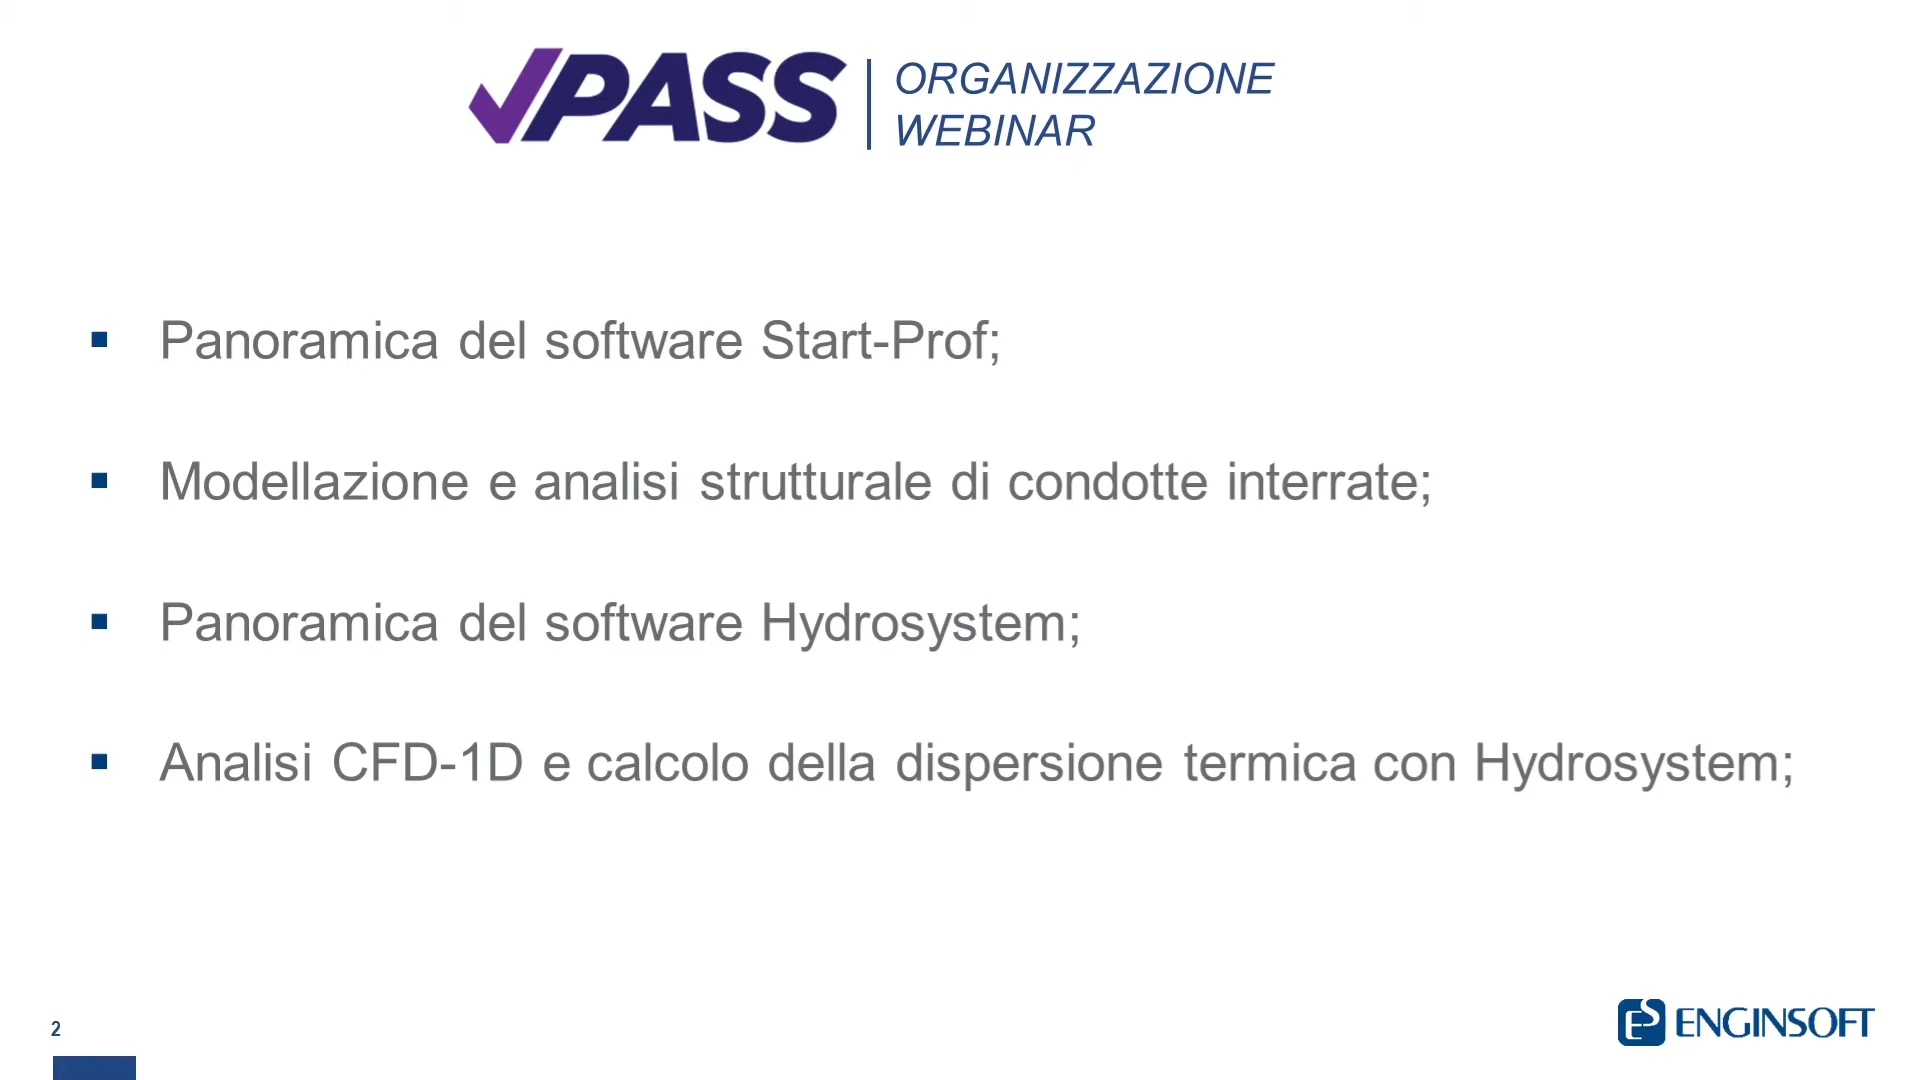 PASS
ORGANIZZAZIONE
WEBINAR
▪ Panoramica del software Start-Prof;
▪ Modellazione e analisi strutturale di condotte interrate;
▪ Panoramica del software Hydrosystem;
▪ Analisi CFD-1D e calcolo della dispersione termica con Hydrosystem;
2
ES ENGINSOFT